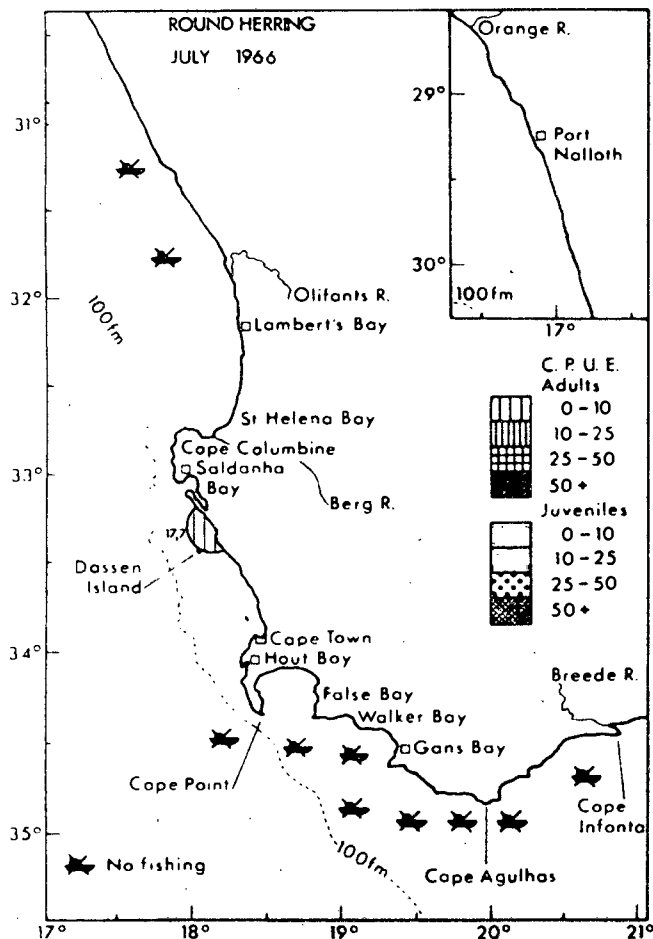 ROUND HERRING
JULY 1966
Orange R.
29°
Port
Nalloth
30°
100fm
17°
31°
32°
33°
34°
35°
100fm
Olifants R.
Lambert's Bay
St Helena Bay
Cape Columbine
Saldanha
Bay
Berg R.
17,7
Dassen
Island
C. P. U. E.
Adults
0-10
10-25
25-50
50+
Juveniles
0-10
10-25
25-50
50+
Cape Town
Hout Bay
False Bay
Walker Bay
Gans Bay
Breede R.
Cape Point
Cape
Infanta
100fm
Cape Agulhas
No fishing
17°
18°
19°
20°
21°